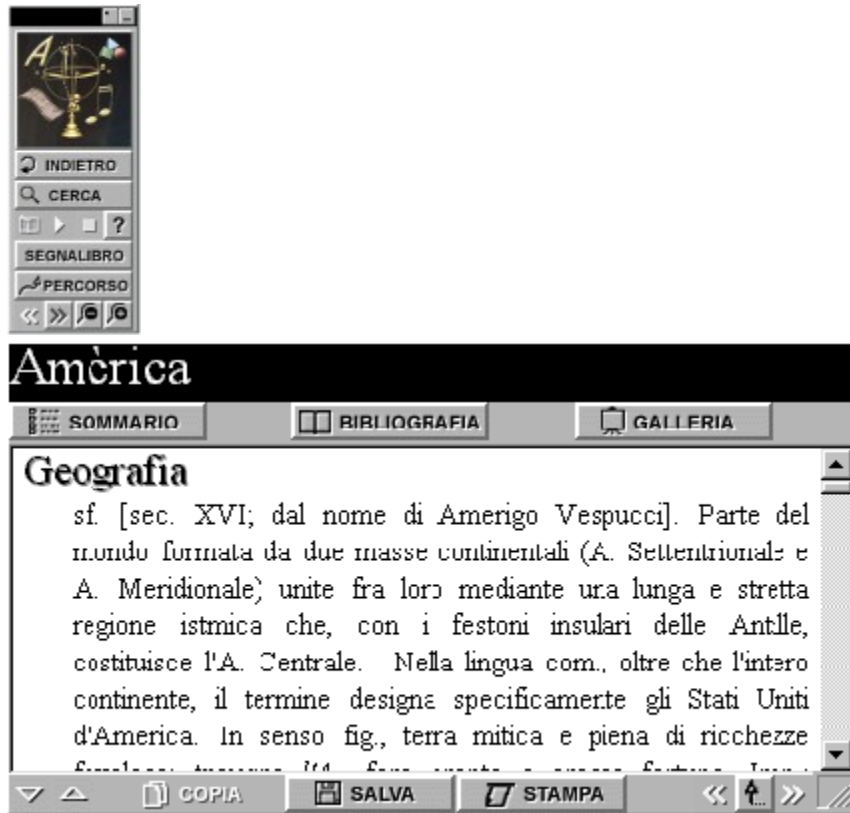 INDIETRO
CERCA
?
SEGNALIBRO
PERCORSO
Amèrica
SOMMARIO BIBLIOGRAFIA GALLERIA
Geografia
sf. [sec. XVI; dal nome di Amerigo Vespucci]. Parte del
mondo formata da due masse continentali (A. Settentrionale e
A. Meridionale) unite fra loro mediante una lunga e stretta
regione istmica che, con i festoni insulari delle Antille,
costituisce l'A. Centrale. Nella lingua com., oltre che l'intero
continente, il termine designa specificamente gli Stati Uniti
d'America. In senso fig., terra mitica e piena di ricchezze
COPIA SALVA STAMPA